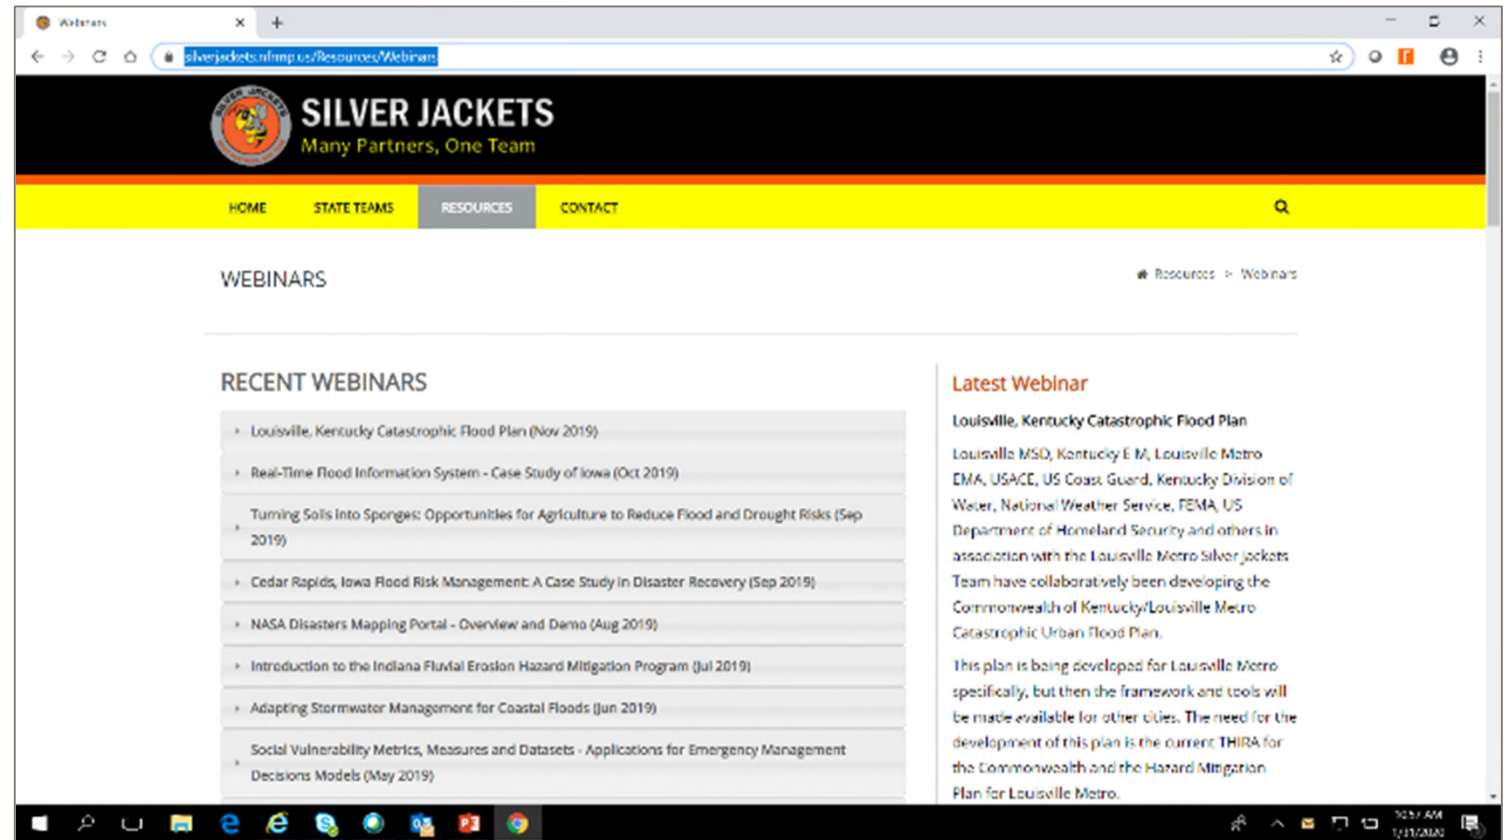 Webinars
silverjackets.nfrmp.us/Resources/Webinars
SILVER JACKETS
SILVER JACKETS
Many Partners, One Team
HOME STATE TEAMS RESOURCES CONTACT
WEBINARS
Resources > Webinars
RECENT WEBINARS
Louisville, Kentucky Catastrophic Flood Plan (Nov 2019)
Real-Time Flood Information System - Case Study of Iowa (Oct 2019)
Turning Soils into Sponges: Opportunities for Agriculture to Reduce Flood and Drought Risks (Sep
2019)
Cedar Rapids, Iowa Flood Risk Management: A Case Study in Disaster Recovery (Sep 2019)
NASA Disasters Mapping Portal - Overview and Demo (Aug 2019)
Introduction to the Indiana Fluvial Erosion Hazard Mitigation Program (Jul 2019)
Adapting Stormwater Management for Coastal Floods (Jun 2019)
Social Vulnerability Metrics, Measures and Datasets - Applications for Emergency Management
Decisions Models (May 2019)
Latest Webinar
Louisville, Kentucky Catastrophic Flood Plan
Louisville MSD, Kentucky E M, Louisville Metro
EMA, USACE, US Coast Guard, Kentucky Division of
Water, National Weather Service, FEMA, US
Department of Homeland Security and others in
association with the Louisville Metro Silver Jackets
Team have collaboratively been developing the
Commonwealth of Kentucky/Louisville Metro
Catastrophic Urban Flood Plan.
This plan is being developed for Louisville Metro
specifically, but then the framework and tools will
be made available for other cities. The need for the
development of this plan is the current THIRA for
the Commonwealth and the Hazard Mitigation
Plan for Louisville Metro.
10:57 AM
1/31/2020